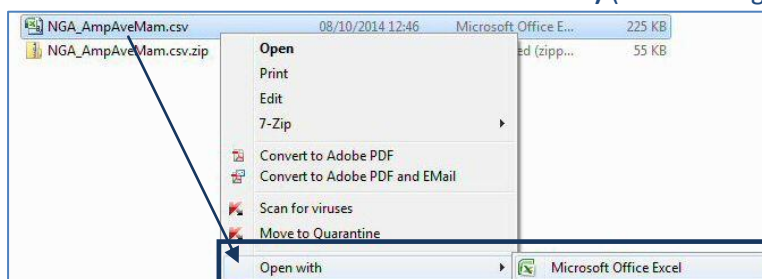 NGA_AmpAveMam.csv 08/10/2014 12:46 Microsoft Office E... 225 KB
NGA_AmpAveMam.csv.zip ed (zipp... 55 KB
Open
Print
Edit
7-Zip
Convert to Adobe PDF
Convert to Adobe PDF and EMail
Scan for viruses
Move to Quarantine
Open with Microsoft Office Excel